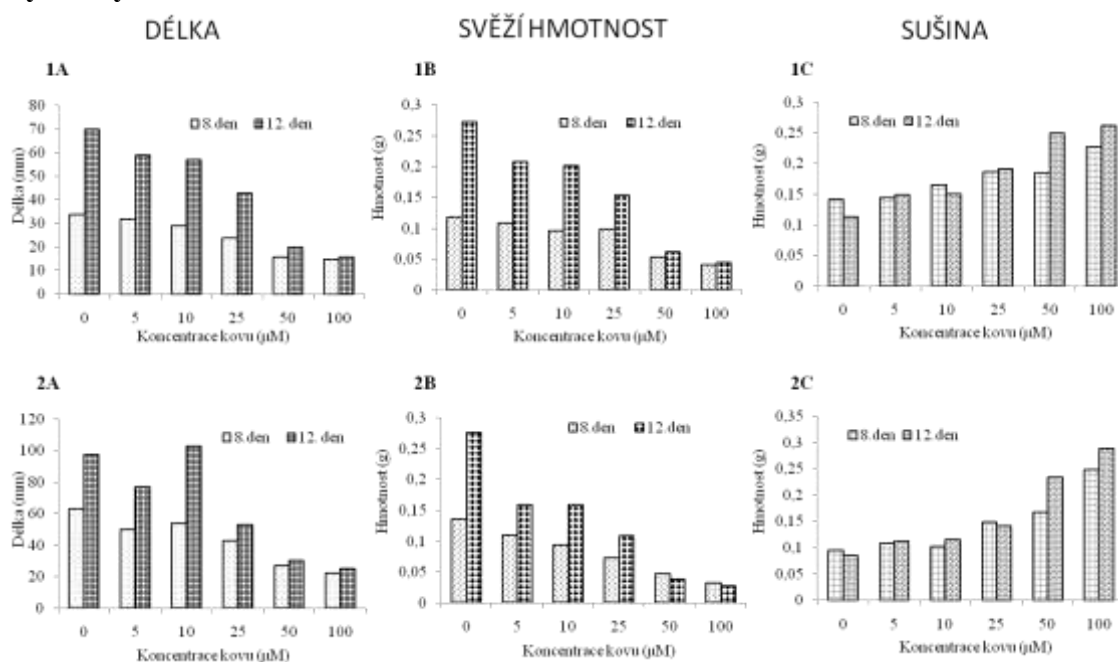 DÉLKA
SVĚŽÍ HMOTNOST
SUŠINA
1A
Délka (mm)
80
70
60
50
40
30
20
10
0
8.den 12.den
0 5 10 25 50 100
Koncentrace kovu (µM)
1B
Hmotnost (g)
0,3
0,25
0,2
0,15
0,1
0,05
0
8.den 12.den
0 5 10 25 50 100
Koncentrace kovu (µM)
1C
Hmotnost (g)
0,3
0,25
0,2
0,15
0,1
0,05
0
8.den 12.den
0 5 10 25 50 100
Koncentrace kovu (µM)
2A
Délka (mm)
120
100
80
60
40
20
0
8.den 12.den
0 5 10 25 50 100
Koncentrace kovu (µM)
2B
Hmotnost (g)
0,3
0,25
0,2
0,15
0,1
0,05
0
8.den 12.den
0 5 10 25 50 100
Koncentrace kovu (µM)
2C
Hmotnost (g)
0,35
0,3
0,25
0,2
0,15
0,1
0,05
0
8.den 12.den
0 5 10 25 50 100
Koncentrace kovu (µM)